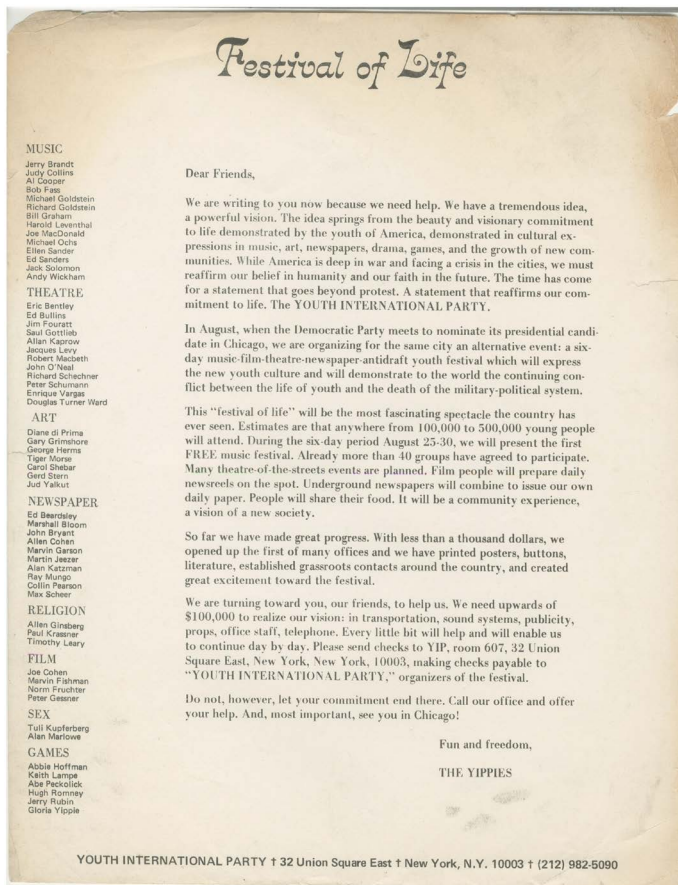 Festival of Life
MUSIC
Jerry Brandt
Judy Collins
Al Cooper
Bob Fass
Michael Goldstein
Richard Goldstein
Bill Graham
Harold Leventhal
Joe MacDonald
Michael Ochs
Ellen Sander
Ed Sanders
Jack Solomon
Andy Wickham
THEATRE
Eric Bentley
Ed Bullins
Jim Fouratt
Saul Gottlieb
Allan Kaprow
Jacques Levy
Robert Macbeth
John O'Neal
Richard Schechner
Peter Schumann
Enrique Vargas
Douglas Turner Ward
ART
Diane di Prima
Gary Grimshore
George Herms
Tiger Morse
Carol Shebar
Gerd Stern
Jud Yalkut
NEWSPAPER
Ed Beardsley
Marshall Bloom
John Bryant
Allen Cohen
Marvin Garson
Martin Jeezer
Alan Katzman
Ray Mungo
Collin Pearson
Max Scheer
RELIGION
Allen Ginsberg
Paul Krassner
Timothy Leary
FILM
Joe Cohen
Marvin Fishman
Norm Fruchter
Peter Gessner
SEX
Tuli Kupferberg
Alan Marlowe
GAMES
Abbie Hoffman
Keith Lampe
Abe Peckolick
Hugh Romney
Jerry Rubin
Gloria Yippie
Dear Friends,
We are writing to you now because we need help. We have a tremendous idea,
a powerful vision. The idea springs from the beauty and visionary commitment
to life demonstrated by the youth of America, demonstrated in cultural ex-
pressions in music, art, newspapers, drama, games, and the growth of new com-
munities. While America is deep in war and facing a crisis in the cities, we must
reaffirm our belief in humanity and our faith in the future. The time has come
for a statement that goes beyond protest. A statement that reaffirms our com-
mitment to life. The YOUTH INTERNATIONAL PARTY.
In August, when the Democratic Party meets to nominate its presidential candi-
date in Chicago, we are organizing for the same city an alternative event: a six-
day music-film-theatre-newspaper-antidraft youth festival which will express
the new youth culture and will demonstrate to the world the continuing con-
flict between the life of youth and the death of the military-political system.
This "festival of life" will be the most fascinating spectacle the country has
ever seen. Estimates are that anywhere from 100,000 to 500,000 young people
will attend. During the six-day period August 25-30, we will present the first
FREE music festival. Already more than 40 groups have agreed to participate.
Many theatre-of-the-streets events are planned. Film people will prepare daily
newsreels on the spot. Underground newspapers will combine to issue our own
daily paper. People will share their food. It will be a community experience,
a vision of a new society.
So far we have made great progress. With less than a thousand dollars, we
opened up the first of many offices and we have printed posters, buttons,
literature, established grassroots contacts around the country, and created
great excitement toward the festival.
We are turning toward you, our friends, to help us. We need upwards of
$100,000 to realize our vision: in transportation, sound systems, publicity,
props, office staff, telephone. Every little bit will help and will enable us
to continue day by day. Please send checks to YIP, room 607, 32 Union
Square East, New York, New York, 10003, making checks payable to
"YOUTH INTERNATIONAL PARTY," organizers of the festival.
Do not, however, let your commitment end there. Call our office and offer
your help. And, most important, see you in Chicago!
Fun and freedom,
THE YIPPIES
YOUTH INTERNATIONAL PARTY † 32 Union Square East † New York, N.Y. 10003 † (212) 982-5090